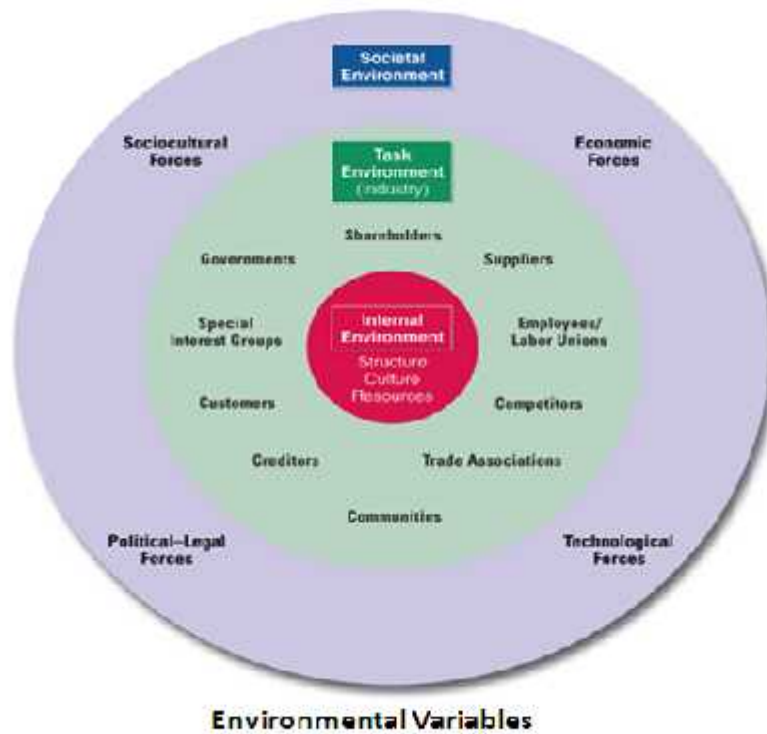 Societal
Environment
Sociocultural
Forces
Economic
Forces
Task
Environment
(Industry)
Shareholders
Governments
Suppliers
Special
Interest Groups
Internal
Environment
Structure
Culture
Resources
Employees/
Labor Unions
Customers
Competitors
Creditors
Trade Associations
Communities
Political–Legal
Forces
Technological
Forces
Environmental Variables